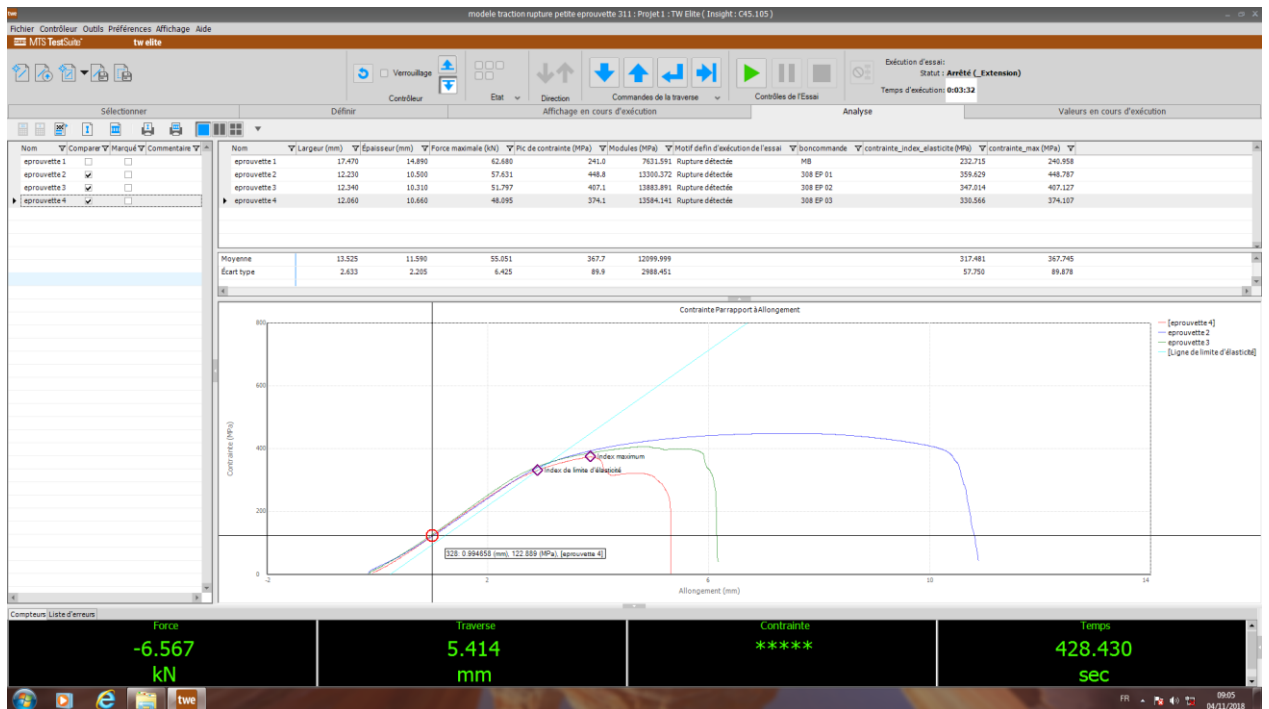 twe
modele traction rupture petite eprouvette 311 : Projet 1 : TW Elite ( Insight : C45.105 )
Fichier Contrôleur Outils Préférences Affichage Aide
MTS TestSuite™ tw elite
Verrouillage
Contrôleur Etat Direction Commandes de la traverse Contrôles de l'Essai
Exécution d'essai:
Statut : Arrêté (_Extension)
Temps d'exécution: 0:03:32
Sélectionner Définir Affichage en cours d'exécution Analyse Valeurs en cours d'exécution
Nom Comparer Marqué Commentaire
eprouvette 1
eprouvette 2
eprouvette 3
eprouvette 4
Nom Largeur (mm) Épaisseur (mm) Force maximale (kN) Pic de contrainte (MPa) Modules (MPa) Motif defin d'exécution de l'essai boncommande contrainte_index_elasticite (MPa) contrainte_max (MPa)
eprouvette 1 17.470 14.890 62.680 241.0 7631.591 Rupture détectée MB 232.715 240.958
eprouvette 2 12.230 10.500 57.631 448.8 13300.372 Rupture détectée 308 EP 01 359.629 448.787
eprouvette 3 12.340 10.310 51.797 407.1 13883.891 Rupture détectée 308 EP 02 347.014 407.127
eprouvette 4 12.060 10.660 48.095 374.1 13584.141 Rupture détectée 308 EP 03 330.566 374.107
Moyenne 13.525 11.590 55.051 367.7 12099.999 317.481 367.745
Écart type 2.633 2.205 6.425 89.9 2988.451 57.750 89.878
Contrainte Parrapport à Allongement
800
600
400
200
0
Contrainte (MPa)
[eprouvette 4]
eprouvette 2
eprouvette 3
[Ligne de limite d'élasticité]
Index maximum
Index de limite d'élasticité
328: 0.994658 (mm), 122.889 (MPa), [eprouvette 4]
-2 2 6 10 14
Allongement (mm)
Compteurs Liste d'erreurs
Force Traverse Contrainte Temps
-6.567 5.414 ***** 428.430
kN mm sec
twe
FR 09:05
04/11/2018